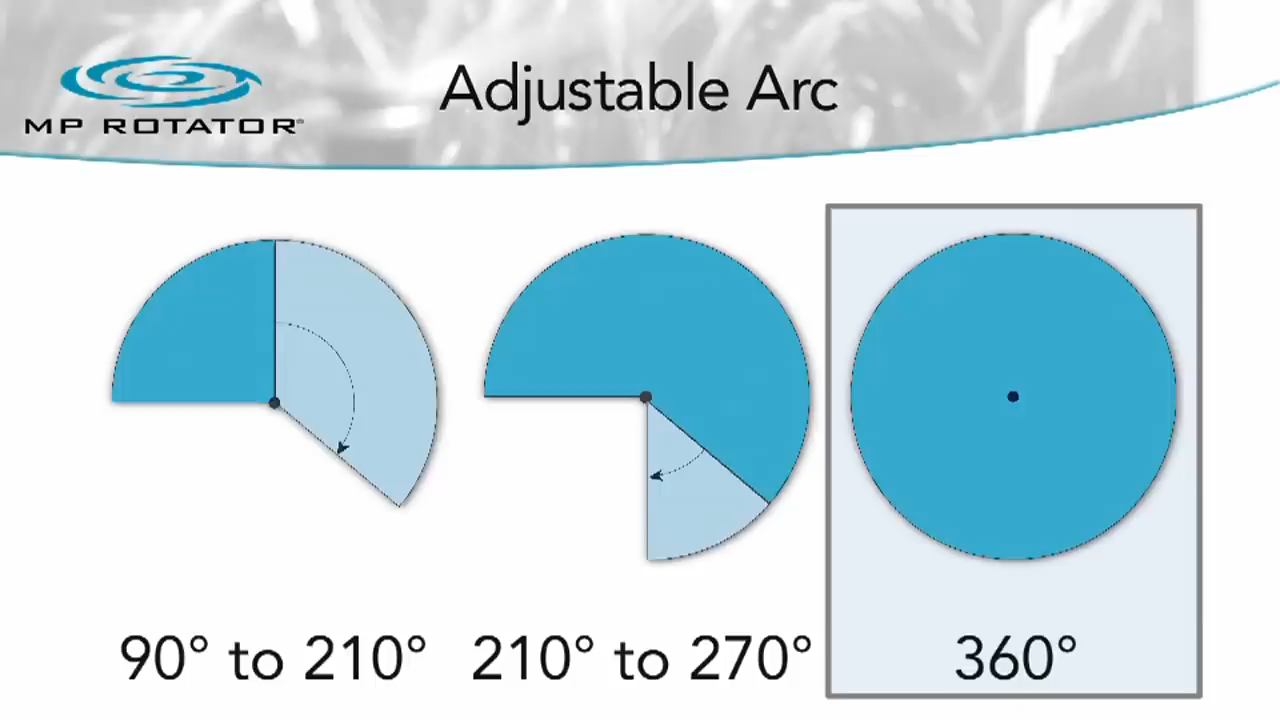 Adjustable Arc
MP ROTATOR®
90° to 210°
210° to 270°
360°